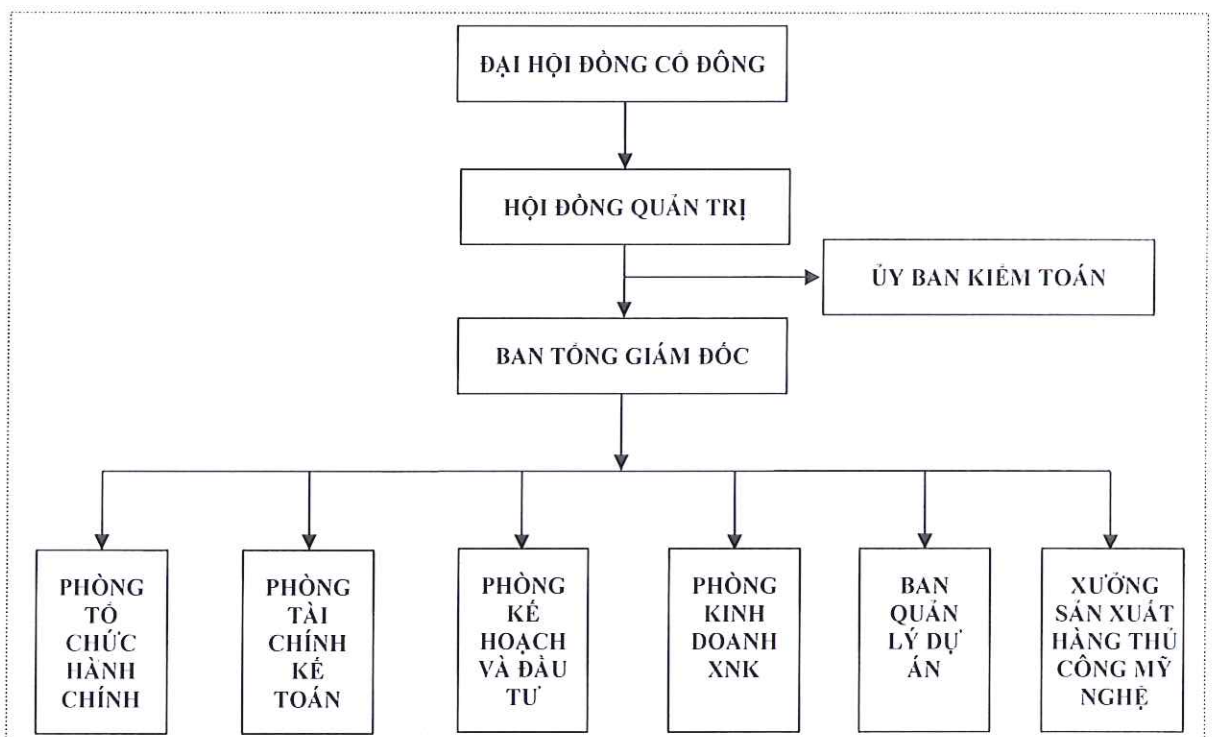 ĐẠI HỘI ĐỒNG CỔ ĐÔNG
HỘI ĐỒNG QUẢN TRỊ
ỦY BAN KIỂM TOÁN
BAN TỔNG GIÁM ĐỐC
PHÒNG
TỔ
CHỨC
HÀNH
CHÍNH
PHÒNG
TÀI
CHÍNH
KẾ
TOÁN
PHÒNG
KẾ
HOẠCH
VÀ ĐẦU
TƯ
PHÒNG
KINH
DOANH
XNK
BAN
QUẢN
LÝ DỰ
ÁN
XƯỞNG
SẢN XUẤT
HÀNG THỦ
CÔNG MỸ
NGHỆ